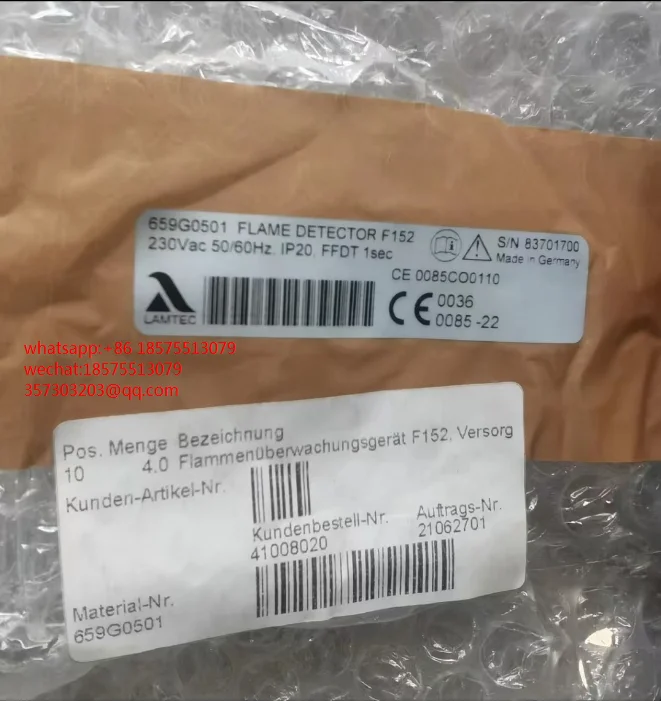 659G0501 FLAME DETECTOR F152
230Vac 50/60Hz, IP20, FFDT 1sec
S/N 83701700
Made in Germany
CE 0085CO0110
LAMTEC
CE 0036
0085-22
whatsapp:+86 18575513079
wechat:18575513079
357303203@qq.com
Pos. Menge Bezeichnung
10 4,0 Flammenüberwachungsgerät F152, Versorg
Kunden-Artikel-Nr.
Kundenbestell-Nr. Auftrags-Nr.
41008020 21062701
Material-Nr.
659G0501